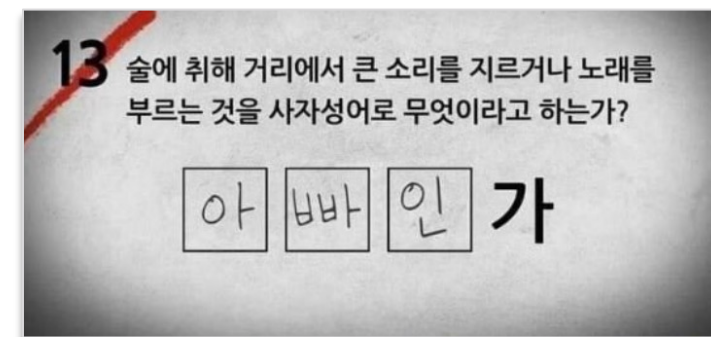 13 술에 취해 거리에서 큰 소리를 지르거나 노래를
부르는 것을 사자성어로 무엇이라고 하는가?
아 빠 인 가